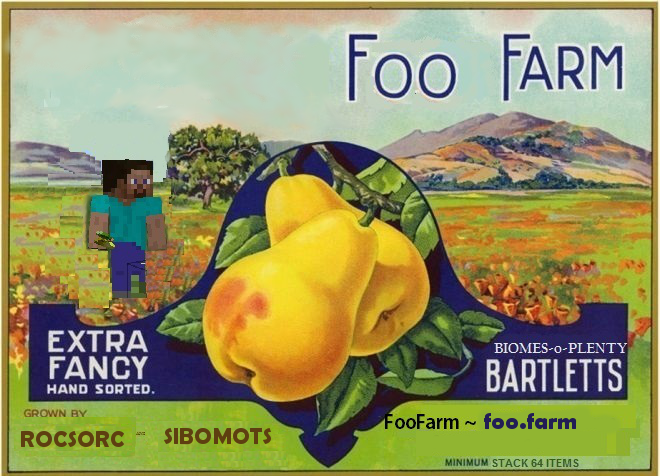 FOO FARM
EXTRA
FANCY
HAND SORTED.
BIOMES-o-PLENTY
BARTLETTS
GROWN BY
ROCSORC
SIBOMOTS
FooFarm ~ foo.farm
MINIMUM STACK 64 ITEMS